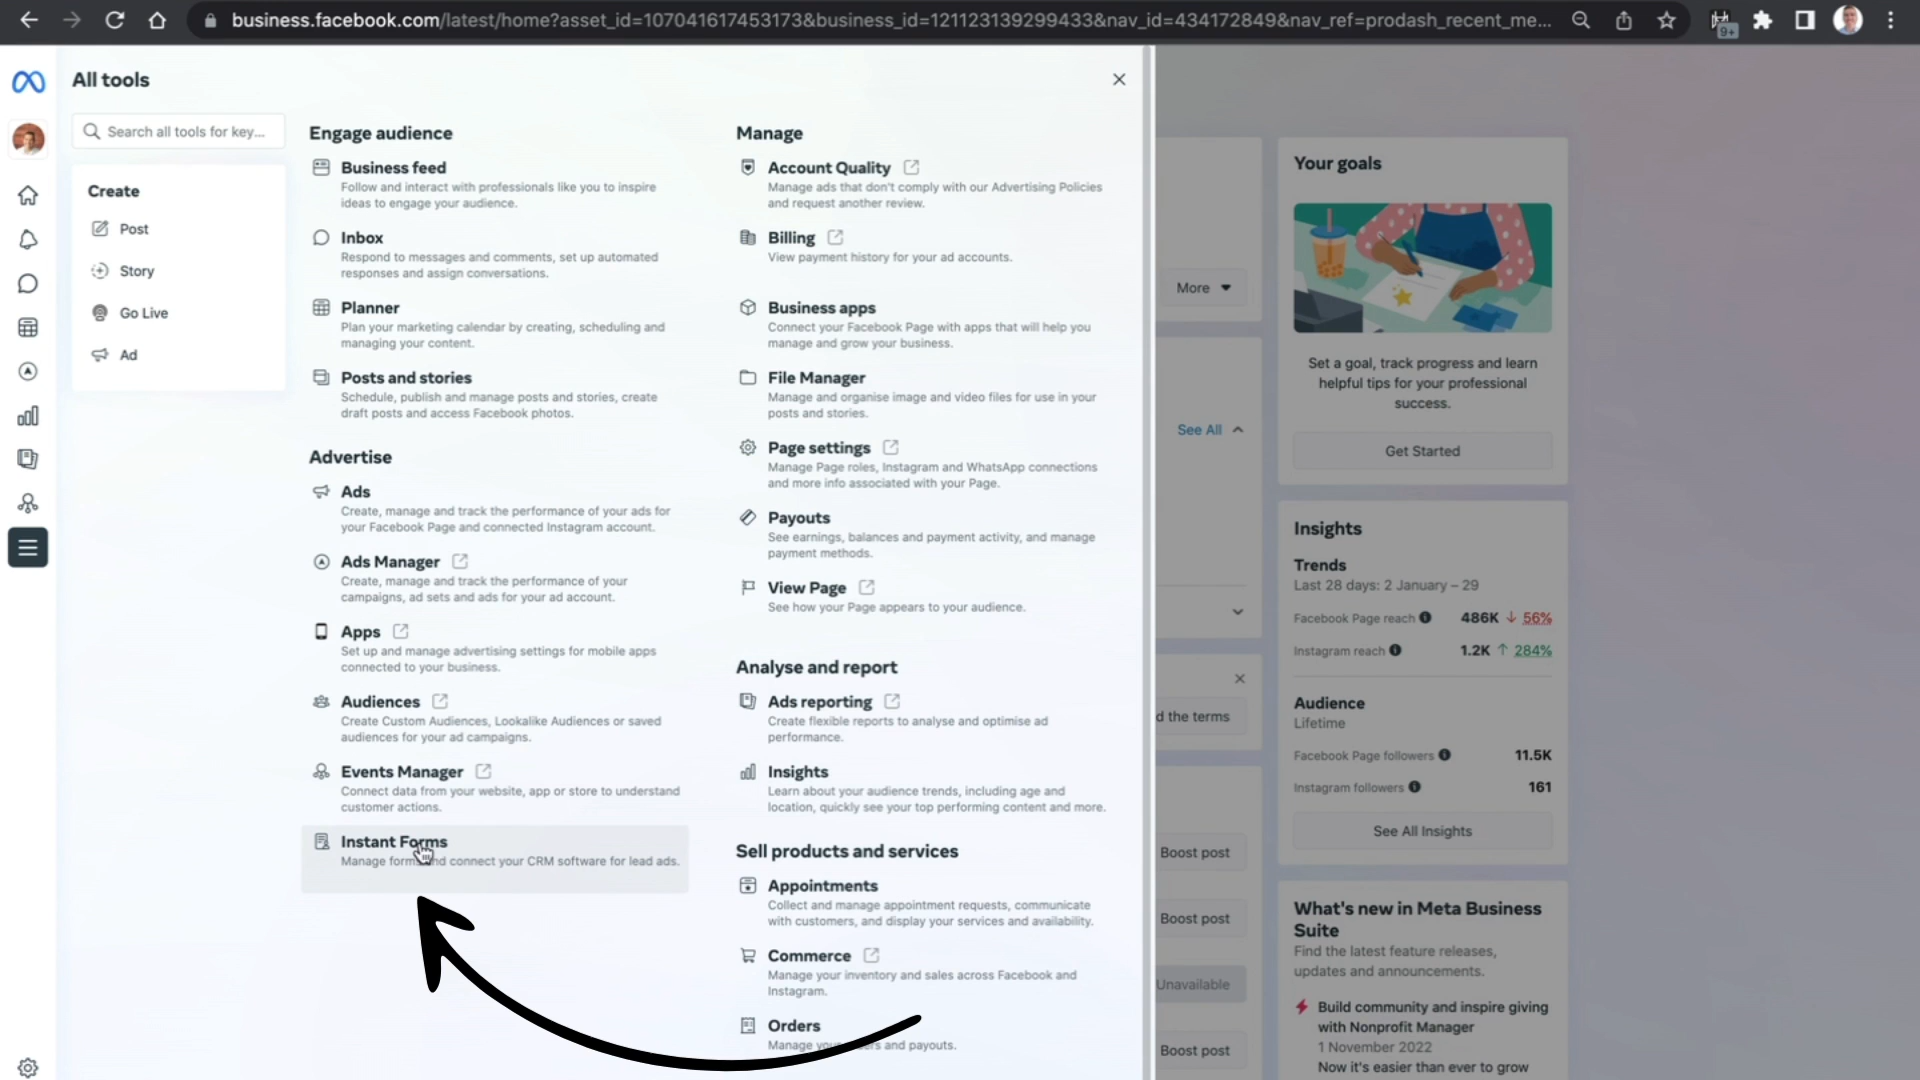 business.facebook.com/latest/home?asset_id=107041617453173&business_id=121123139299433&nav_id=434172849&nav_ref=prodash_recent_me...
9+
All tools
Search all tools for key...
Create
Post
Story
Go Live
Ad
Engage audience
Business feed
Follow and interact with professionals like you to inspire
ideas to engage your audience.
Inbox
Respond to messages and comments, set up automated
responses and assign conversations.
Planner
Plan your marketing calendar by creating, scheduling and
managing your content.
Posts and stories
Schedule, publish and manage posts and stories, create
draft posts and access Facebook photos.
Advertise
Ads
Create, manage and track the performance of your ads for
your Facebook Page and connected Instagram account.
Ads Manager
Create, manage and track the performance of your
campaigns, ad sets and ads for your ad account.
Apps
Set up and manage advertising settings for mobile apps
connected to your business.
Audiences
Create Custom Audiences, Lookalike Audiences or saved
audiences for your ad campaigns.
Events Manager
Connect data from your website, app or store to understand
customer actions.
Instant Forms
Manage forms and connect your CRM software for lead ads.
Manage
Account Quality
Manage ads that don't comply with our Advertising Policies
and request another review.
Billing
View payment history for your ad accounts.
Business apps
Connect your Facebook Page with apps that will help you
manage and grow your business.
File Manager
Manage and organise image and video files for use in your
posts and stories.
Page settings
Manage Page roles, Instagram and WhatsApp connections
and more info associated with your Page.
Payouts
See earnings, balances and payment activity, and manage
payment methods.
View Page
See how your Page appears to your audience.
Analyse and report
Ads reporting
Create flexible reports to analyse and optimise ad
performance.
Insights
Learn about your audience trends, including age and
location, quickly see your top performing content and more.
Sell products and services
Appointments
Collect and manage appointment requests, communicate
with customers, and display your services and availability.
Commerce
Manage your inventory and sales across Facebook and
Instagram.
Orders
Manage and payouts.
More
See All
d the terms
Boost post
Boost post
Unavailable
Boost post
Your goals
Set a goal, track progress and learn
helpful tips for your professional
success.
Get Started
Insights
Trends
Last 28 days: 2 January – 29
Facebook Page reach 486K ↓ 56%
Instagram reach 1.2K ↑ 284%
Audience
Lifetime
Facebook Page followers 11.5K
Instagram followers 161
See All Insights
What's new in Meta Business
Suite
Find the latest feature releases,
updates and announcements.
Build community and inspire giving
with Nonprofit Manager
1 November 2022
Now it's easier than ever to grow